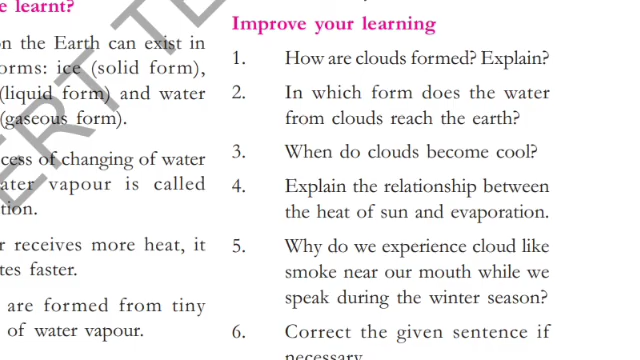 e learnt?
on the Earth can exist in
orms: ice (solid form),
(liquid form) and water
(gaseous form).
cess of changing of water
ater vapour is called
tion.
r receives more heat, it
tes faster.
are formed from tiny
of water vapour.
Improve your learning
1. How are clouds formed? Explain?
2. In which form does the water
from clouds reach the earth?
3. When do clouds become cool?
4. Explain the relationship between
the heat of sun and evaporation.
5. Why do we experience cloud like
smoke near our mouth while we
speak during the winter season?
6. Correct the given sentence if
necessary